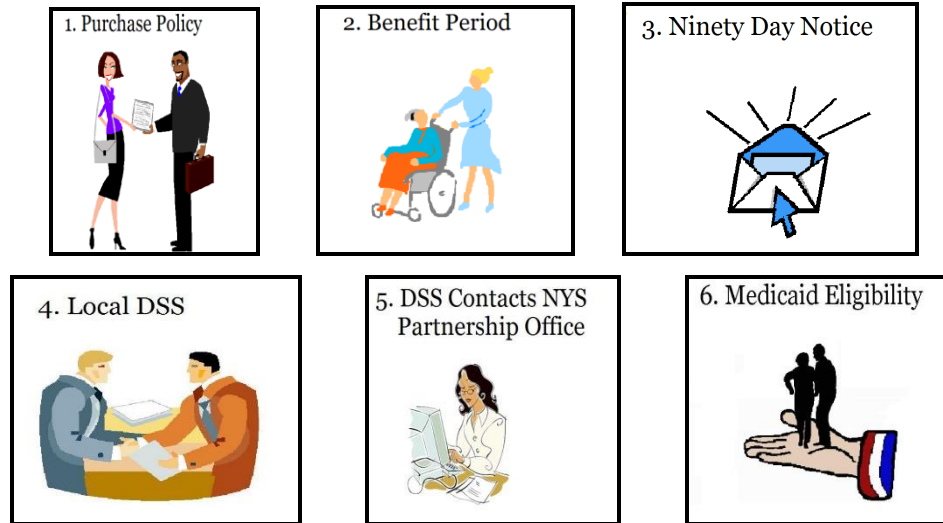 1. Purchase Policy
2. Benefit Period
3. Ninety Day Notice
4. Local DSS
5. DSS Contacts NYS
Partnership Office
6. Medicaid Eligibility